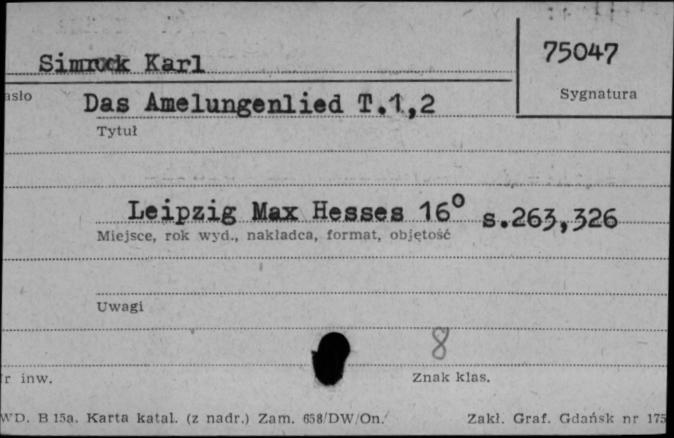 Simrock Karl
75047
asło
Das Amelungenlied T.1,2
Sygnatura
Tytuł
Leipzig Max Hesses 16° s.263,326
Miejsce, rok wyd., nakładca, format, objętość
Uwagi
8
r inw.
Znak klas.
WD. B 15a. Karta katal. (z nadr.) Zam. 658/DW/On.
Zakł. Graf. Gdańsk nr 175